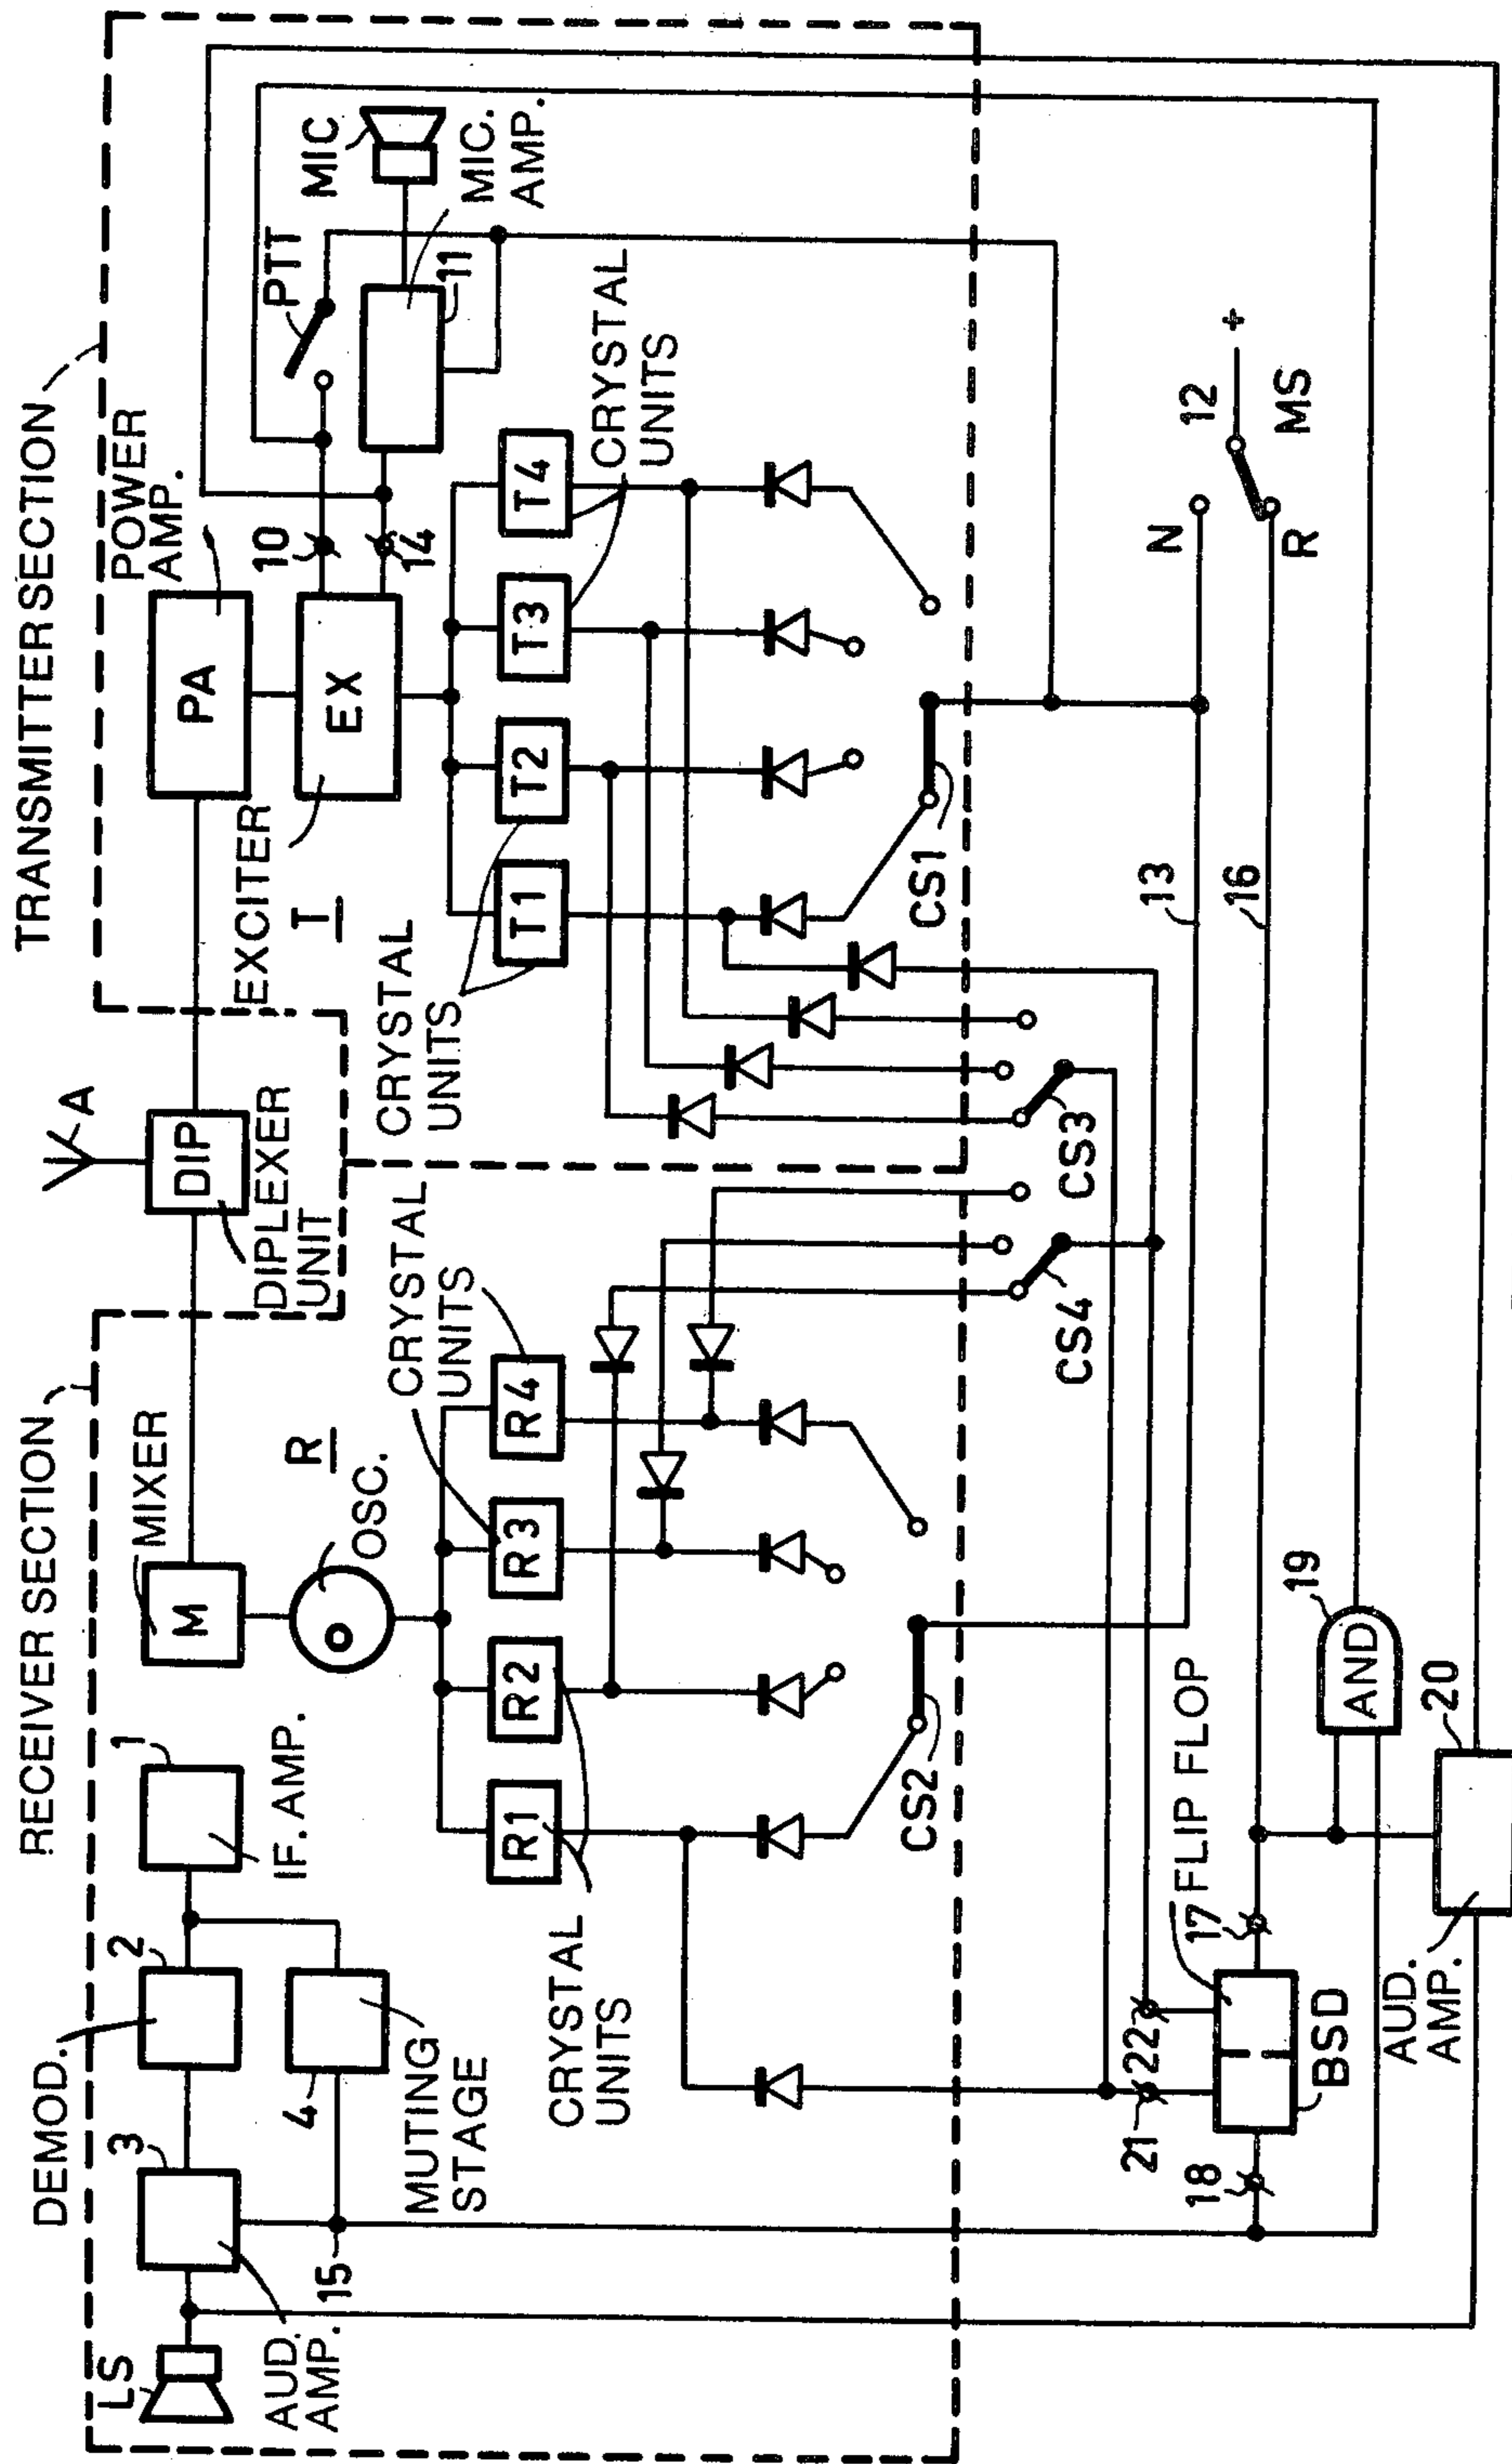 RECEIVER SECTION
TRANSMITTER SECTION
DEMOD.
LS
3
2
1
MIXER
M
A
DIP
DIPLEXER
UNIT
POWER
AMP.
PA
AUD.
AMP.
15
4
MUTING
STAGE
IF. AMP.
R
OSC.
EXCITER
T
EX
10
14
PTT
MIC
11
MIC.
AMP.
CRYSTAL
UNITS
CRYSTAL
UNITS
CRYSTAL
UNITS
CRYSTAL
UNITS
R1
R2
R3
R4
T1
T2
T3
T4
CS2
CS4
CS3
CS1
21
22
18
17
FLIP FLOP
BSD
13
16
N
R
12
+
MS
AUD.
AMP.
19
AND
20